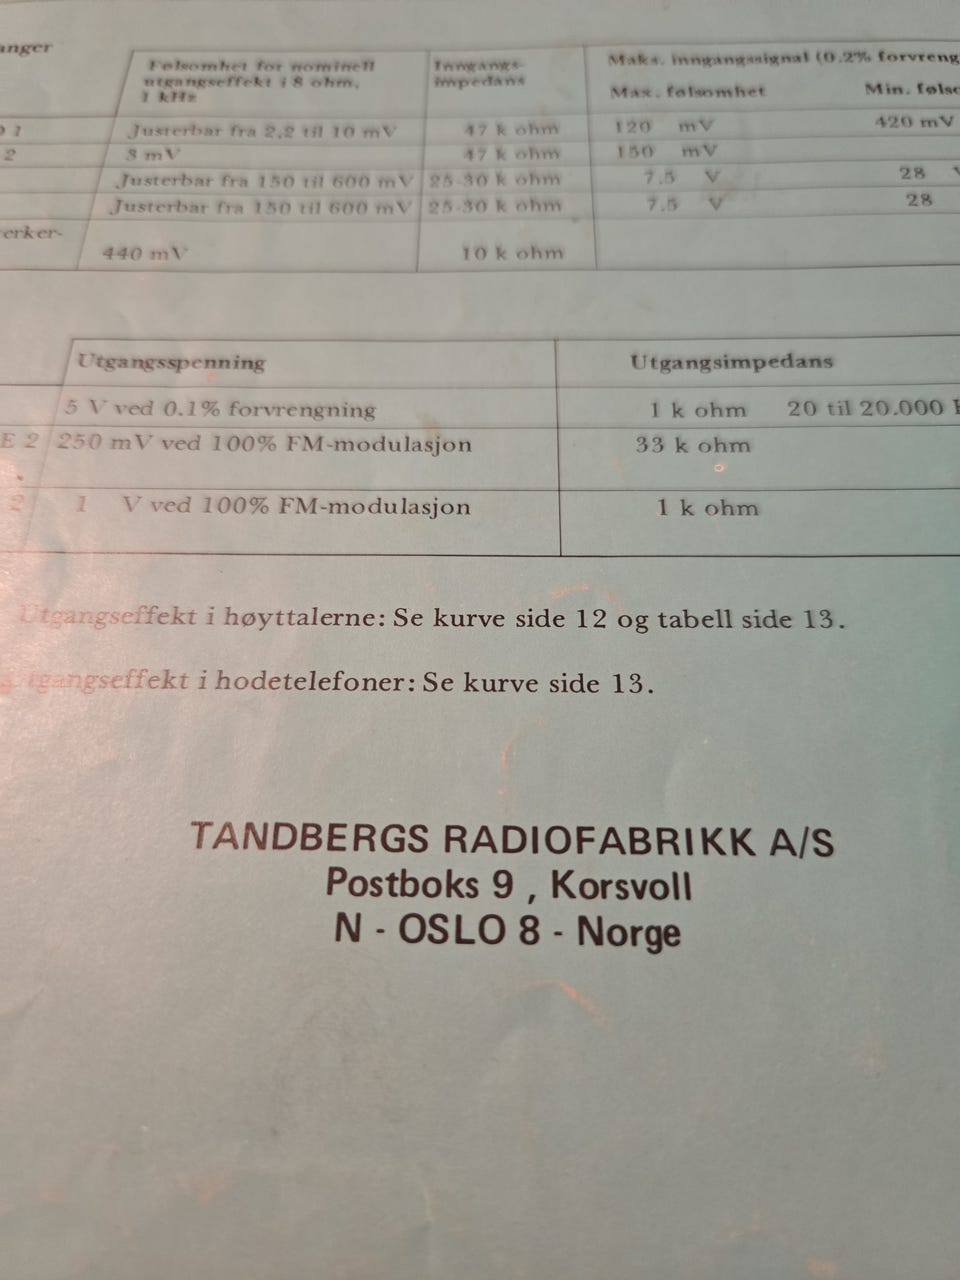 anger
Følsomhet for nominell Inngangs- Maks. inngangssignal (0.2% forvreng
utgangseffekt i 8 ohm, impedans
1 kHz Max. følsomhet Min. følso
1 Justerbar fra 2,2 til 10 mV 47 k ohm 120 mV 420 mV
2 3 mV 47 k ohm 150 mV
Justerbar fra 150 til 600 mV 25-30 k ohm 7.5 V 28 V
Justerbar fra 150 til 600 mV 25-30 k ohm 7.5 V 28
erker-
440 mV 10 k ohm
Utgangsspenning Utgangsimpedans
5 V ved 0.1% forvrengning 1 k ohm 20 til 20.000
E 2 250 mV ved 100% FM-modulasjon 33 k ohm
2 1 V ved 100% FM-modulasjon 1 k ohm
Utgangseffekt i høyttalerne: Se kurve side 12 og tabell side 13.
Utgangseffekt i hodetelefoner: Se kurve side 13.
TANDBERGS RADIOFABRIKK A/S
Postboks 9 , Korsvoll
N - OSLO 8 - Norge